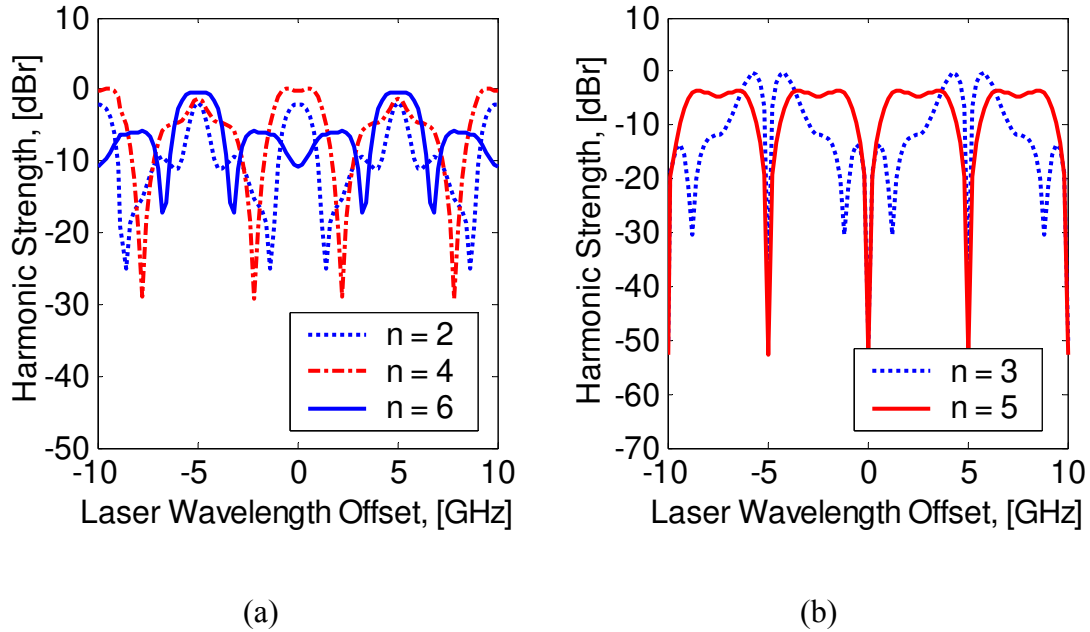 10
0
-10
-20
-30
-40
-50
-10 -5 0 5 10
Harmonic Strength, [dBr]
Laser Wavelength Offset, [GHz]
n = 2
n = 4
n = 6
(a)
10
0
-10
-20
-30
-40
-50
-60
-70
-10 -5 0 5 10
Harmonic Strength, [dBr]
Laser Wavelength Offset, [GHz]
n = 3
n = 5
(b)